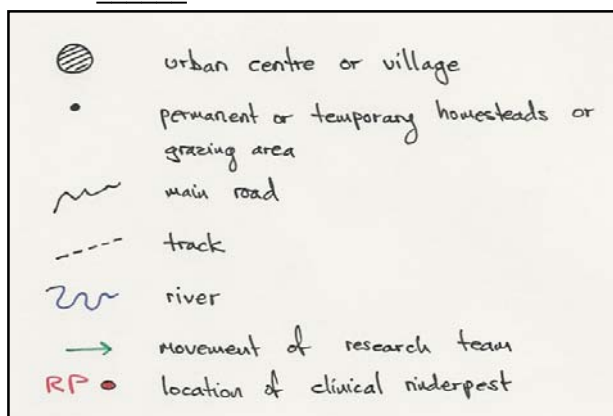 urban centre or village
permanent or temporary homesteads or
grazing area
main road
track
river
movement of research team
RP location of clinical rinderpest